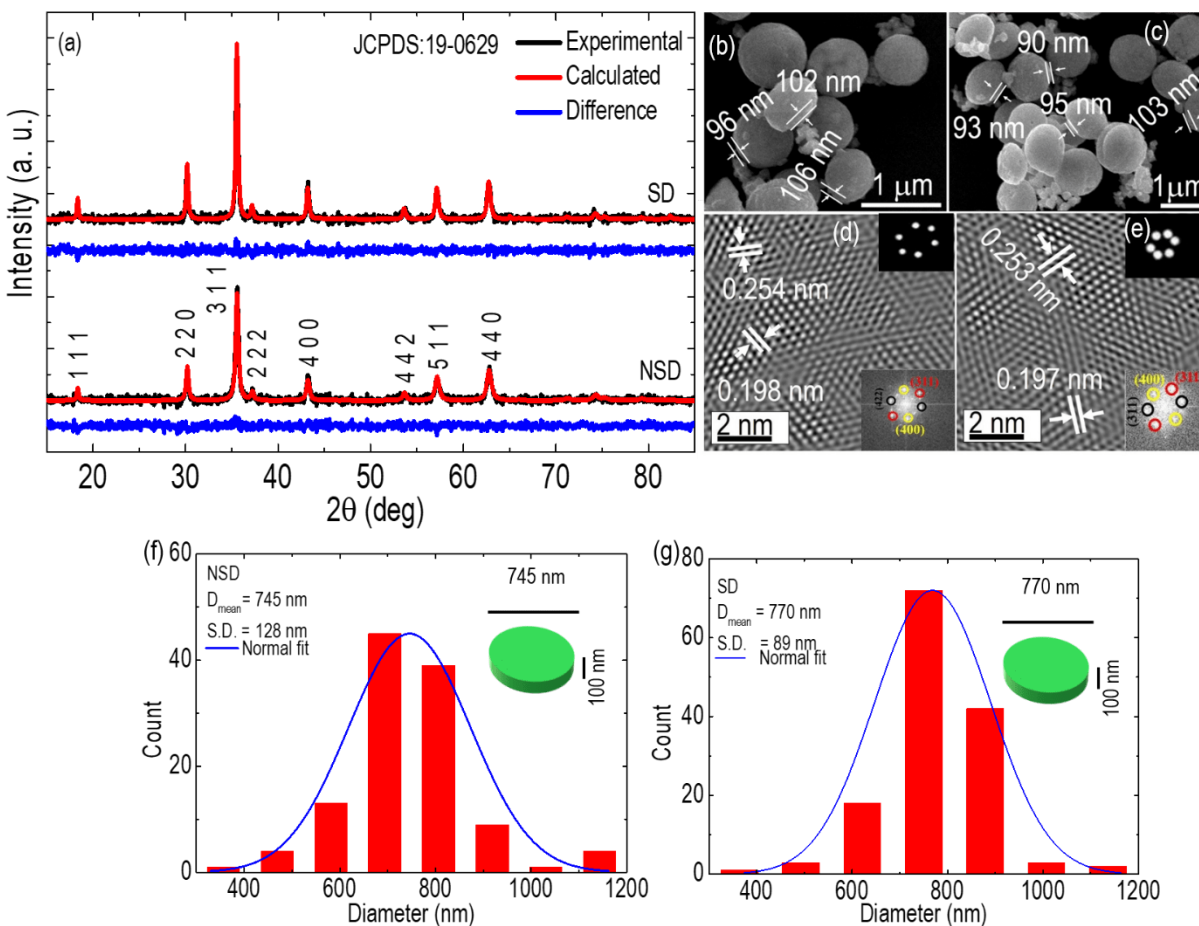 (a)
JCPDS:19-0629
Experimental
Calculated
Difference
SD
NSD
1 1 1
2 2 0
3 1 1
2 2 2
4 0 0
4 4 2
5 1 1
4 4 0
Intensity (a. u.)
20 30 40 50 60 70 80
2θ (deg)
(b)
102 nm
96 nm
106 nm
1 μm
(c)
90 nm
95 nm
93 nm
103 nm
1μm
(d)
0.254 nm
0.198 nm
2 nm
(422)
(400)
(e)
0.253 nm
0.197 nm
2 nm
(400)
(311)
(f)
NSD
Dmean = 745 nm
S.D. = 128 nm
Normal fit
745 nm
100 nm
60
40
20
0
Count
400 600 800 1000 1200
Diameter (nm)
(g)
SD
Dmean = 770 nm
S.D. = 89 nm
Normal fit
770 nm
100 nm
80
60
40
20
0
Count
400 600 800 1000 1200
Diameter (nm)